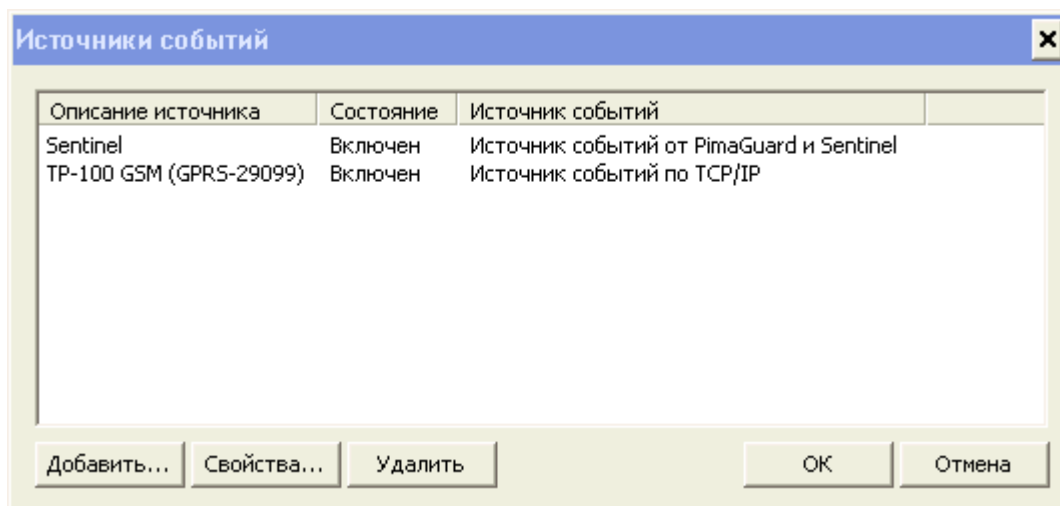 Источники событий
Описание источника Состояние Источник событий
Sentinel Включен Источник событий от PimaGuard и Sentinel
TP-100 GSM (GPRS-29099) Включен Источник событий по TCP/IP
Добавить... Свойства... Удалить ОК Отмена